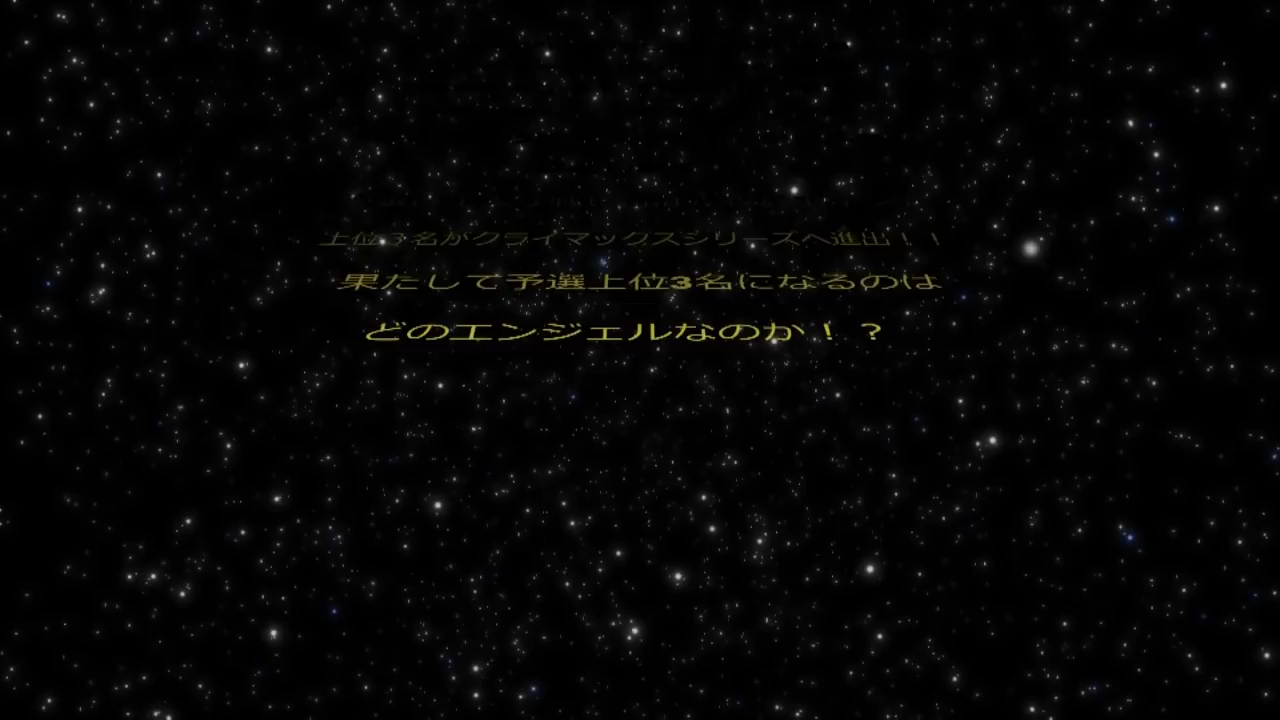 上位3名がクライマックスシリーズへ進出！！
果たして予選上位3名になるのは
どのエンジェルなのか！？